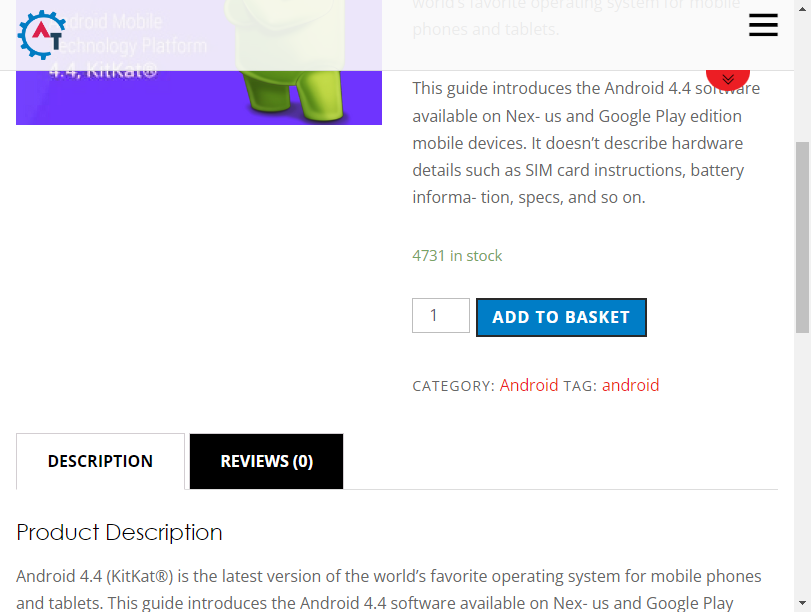 world's favorite operating system for mobile
phones and tablets.
Android Mobile
Technology Platform
4.4, KitKat®
AT
This guide introduces the Android 4.4 software
available on Nex- us and Google Play edition
mobile devices. It doesn’t describe hardware
details such as SIM card instructions, battery
informa- tion, specs, and so on.
4731 in stock
1
ADD TO BASKET
CATEGORY: Android TAG: android
DESCRIPTION
REVIEWS (0)
Product Description
Android 4.4 (KitKat®) is the latest version of the world’s favorite operating system for mobile phones
and tablets. This guide introduces the Android 4.4 software available on Nex- us and Google Play